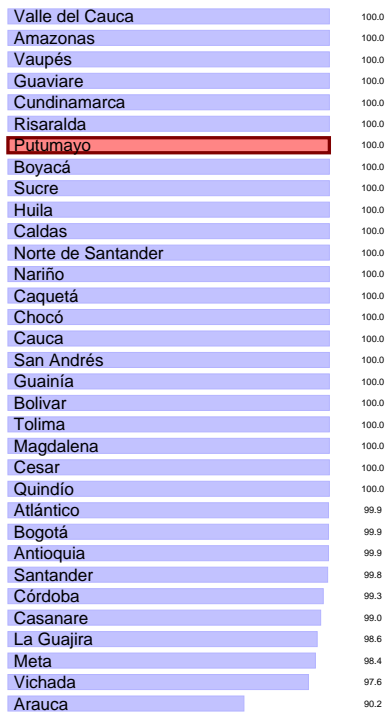 Valle del Cauca 100.0
Amazonas 100.0
Vaupés 100.0
Guaviare 100.0
Cundinamarca 100.0
Risaralda 100.0
Putumayo 100.0
Boyacá 100.0
Sucre 100.0
Huila 100.0
Caldas 100.0
Norte de Santander 100.0
Nariño 100.0
Caquetá 100.0
Chocó 100.0
Cauca 100.0
San Andrés 100.0
Guainía 100.0
Bolivar 100.0
Tolima 100.0
Magdalena 100.0
Cesar 100.0
Quindío 100.0
Atlántico 99.9
Bogotá 99.9
Antioquia 99.9
Santander 99.8
Córdoba 99.3
Casanare 99.0
La Guajira 98.6
Meta 98.4
Vichada 97.6
Arauca 90.2